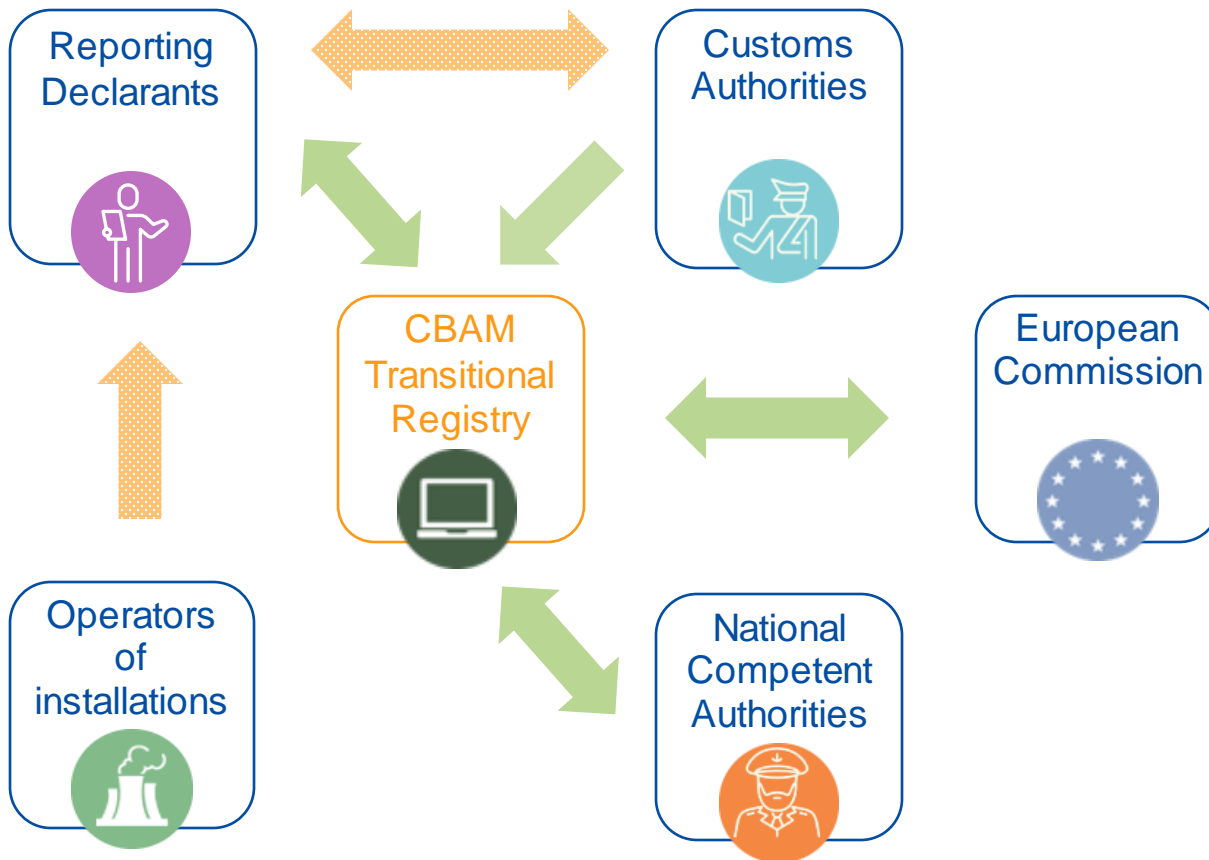 Reporting
Declarants
Customs
Authorities
CBAM
Transitional
Registry
European
Commission
Operators
of
installations
National
Competent
Authorities